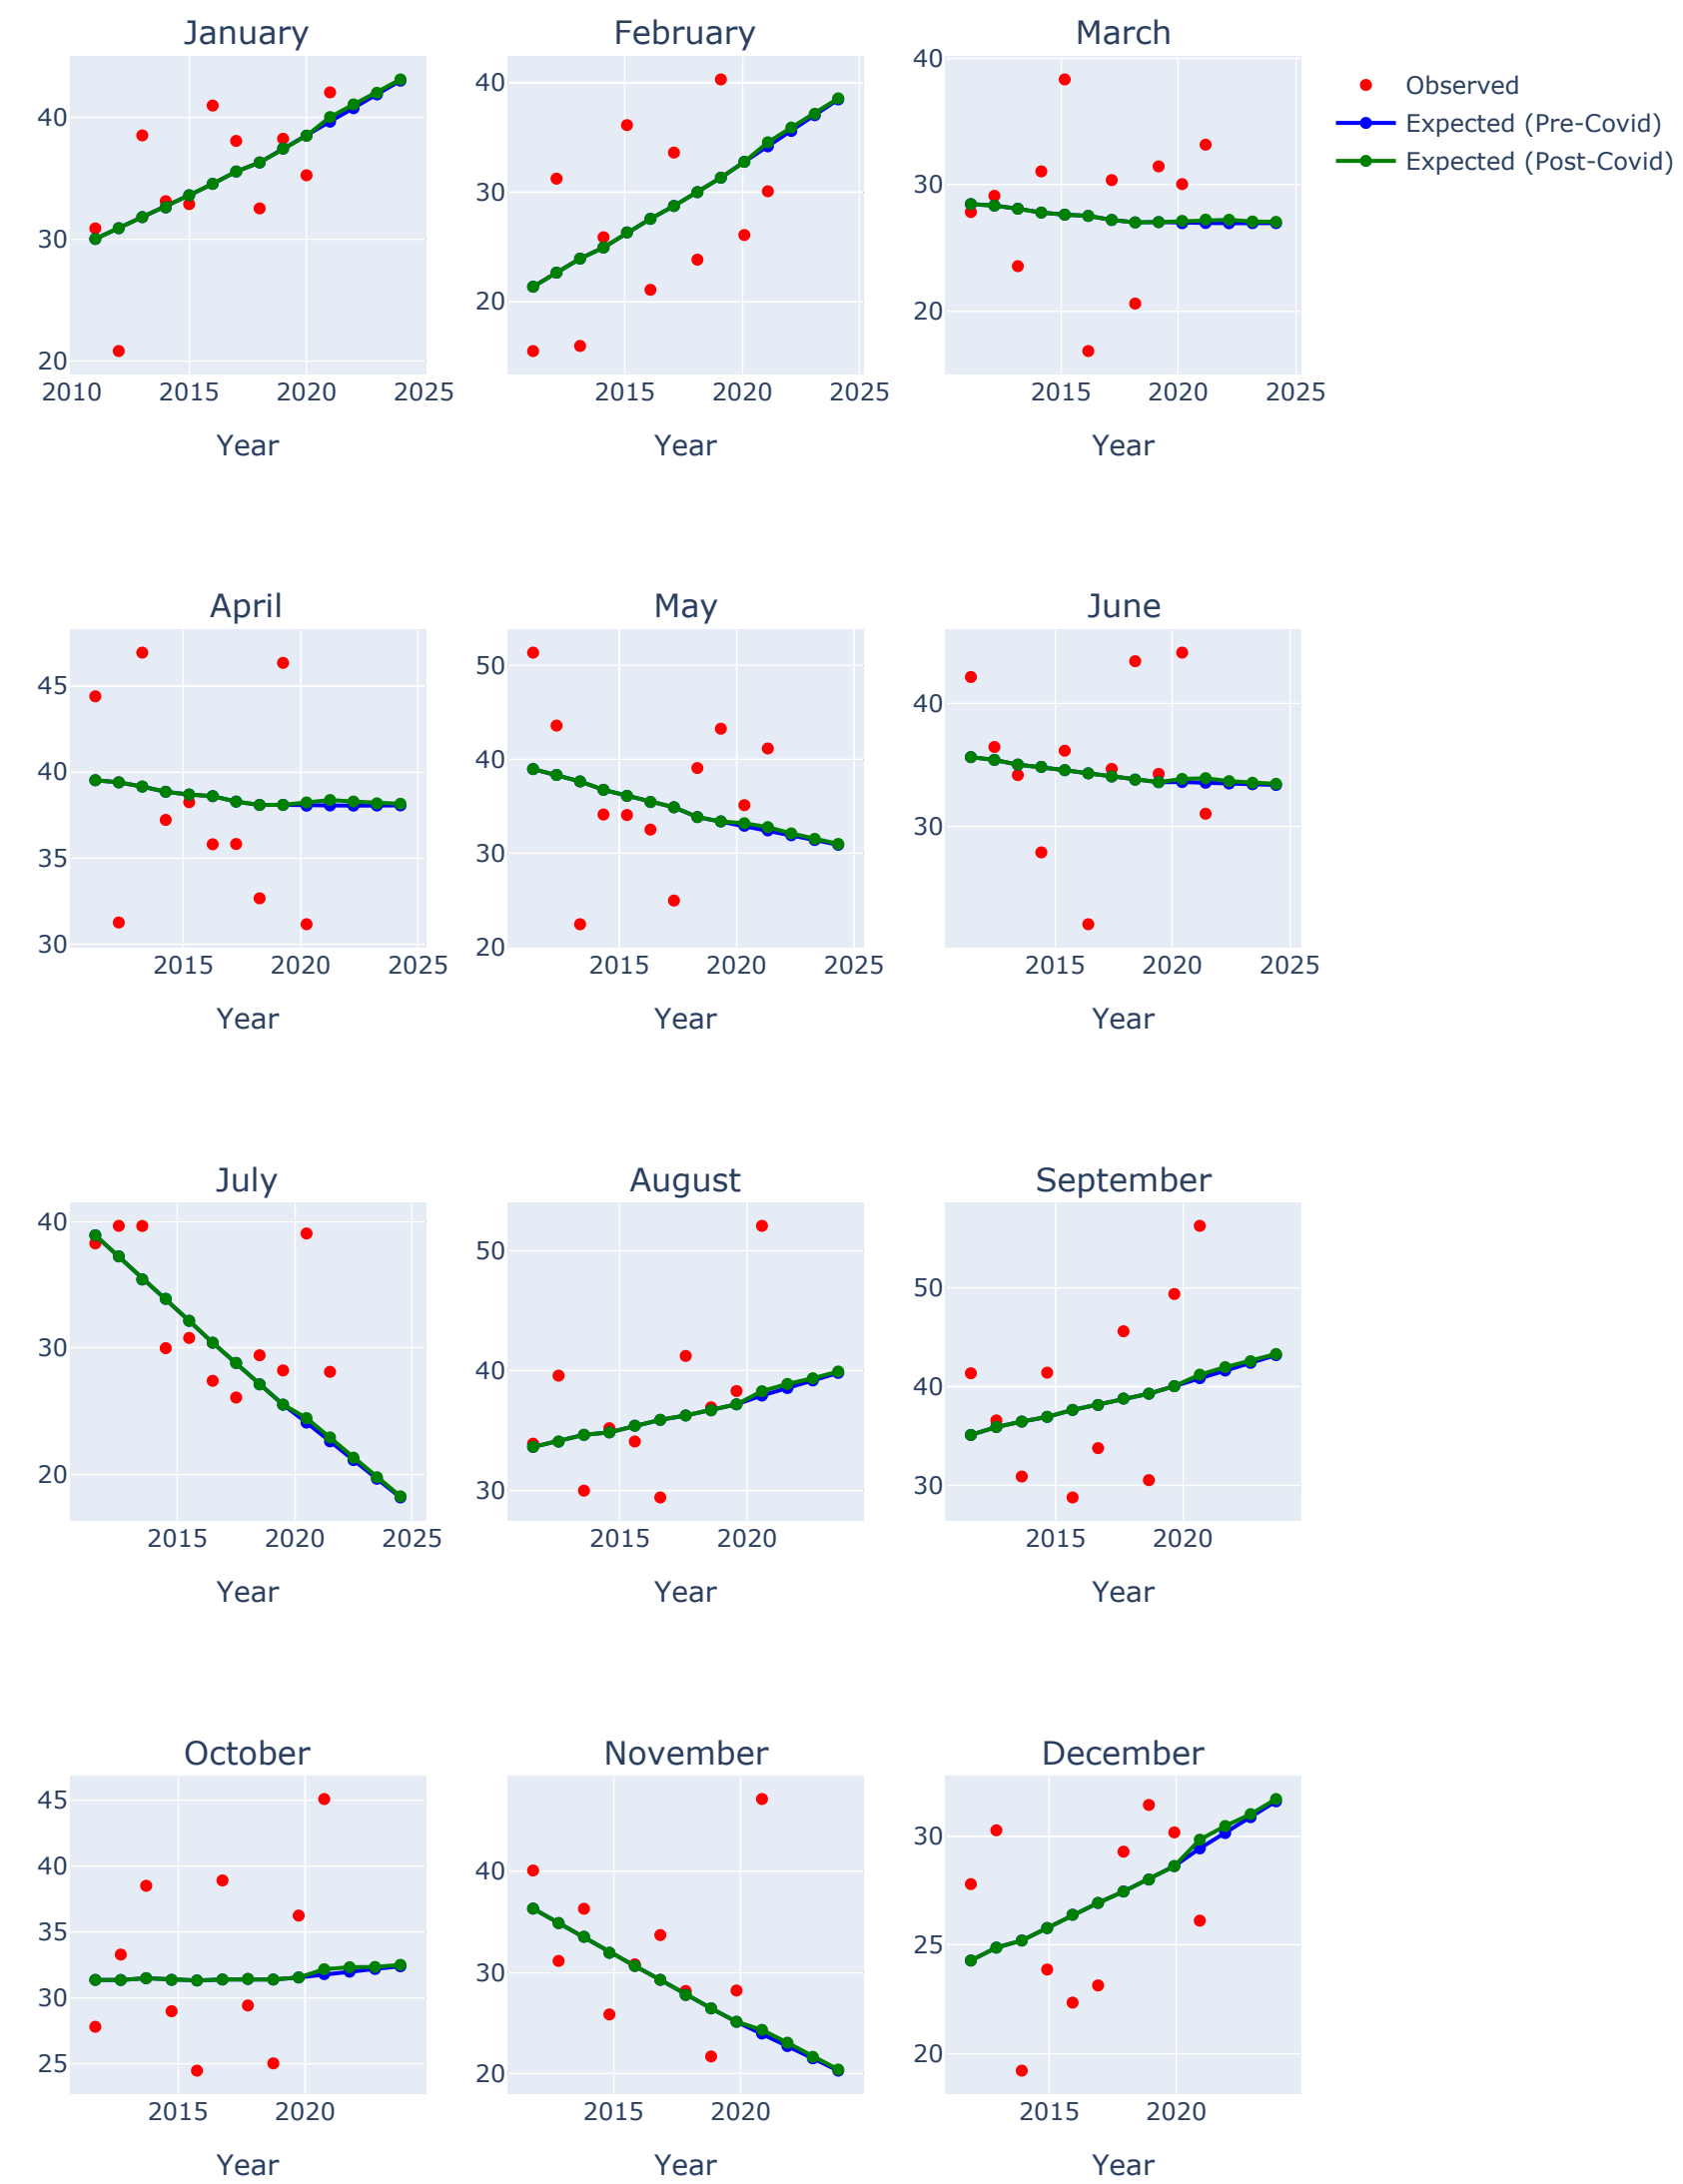 January February March
40
30
20
2010 2015 2020 2025
Year
40
30
20
2015 2020 2025
Year
40
30
20
2015 2020 2025
Year
Observed
Expected (Pre-Covid)
Expected (Post-Covid)
April May June
45
40
35
30
2015 2020 2025
Year
50
40
30
20
2015 2020 2025
Year
40
30
2015 2020 2025
Year
July August September
40
30
20
2015 2020 2025
Year
50
40
30
2015 2020
Year
50
40
30
2015 2020
Year
October November December
45
40
35
30
25
2015 2020
Year
40
30
20
2015 2020
Year
30
25
20
2015 2020
Year